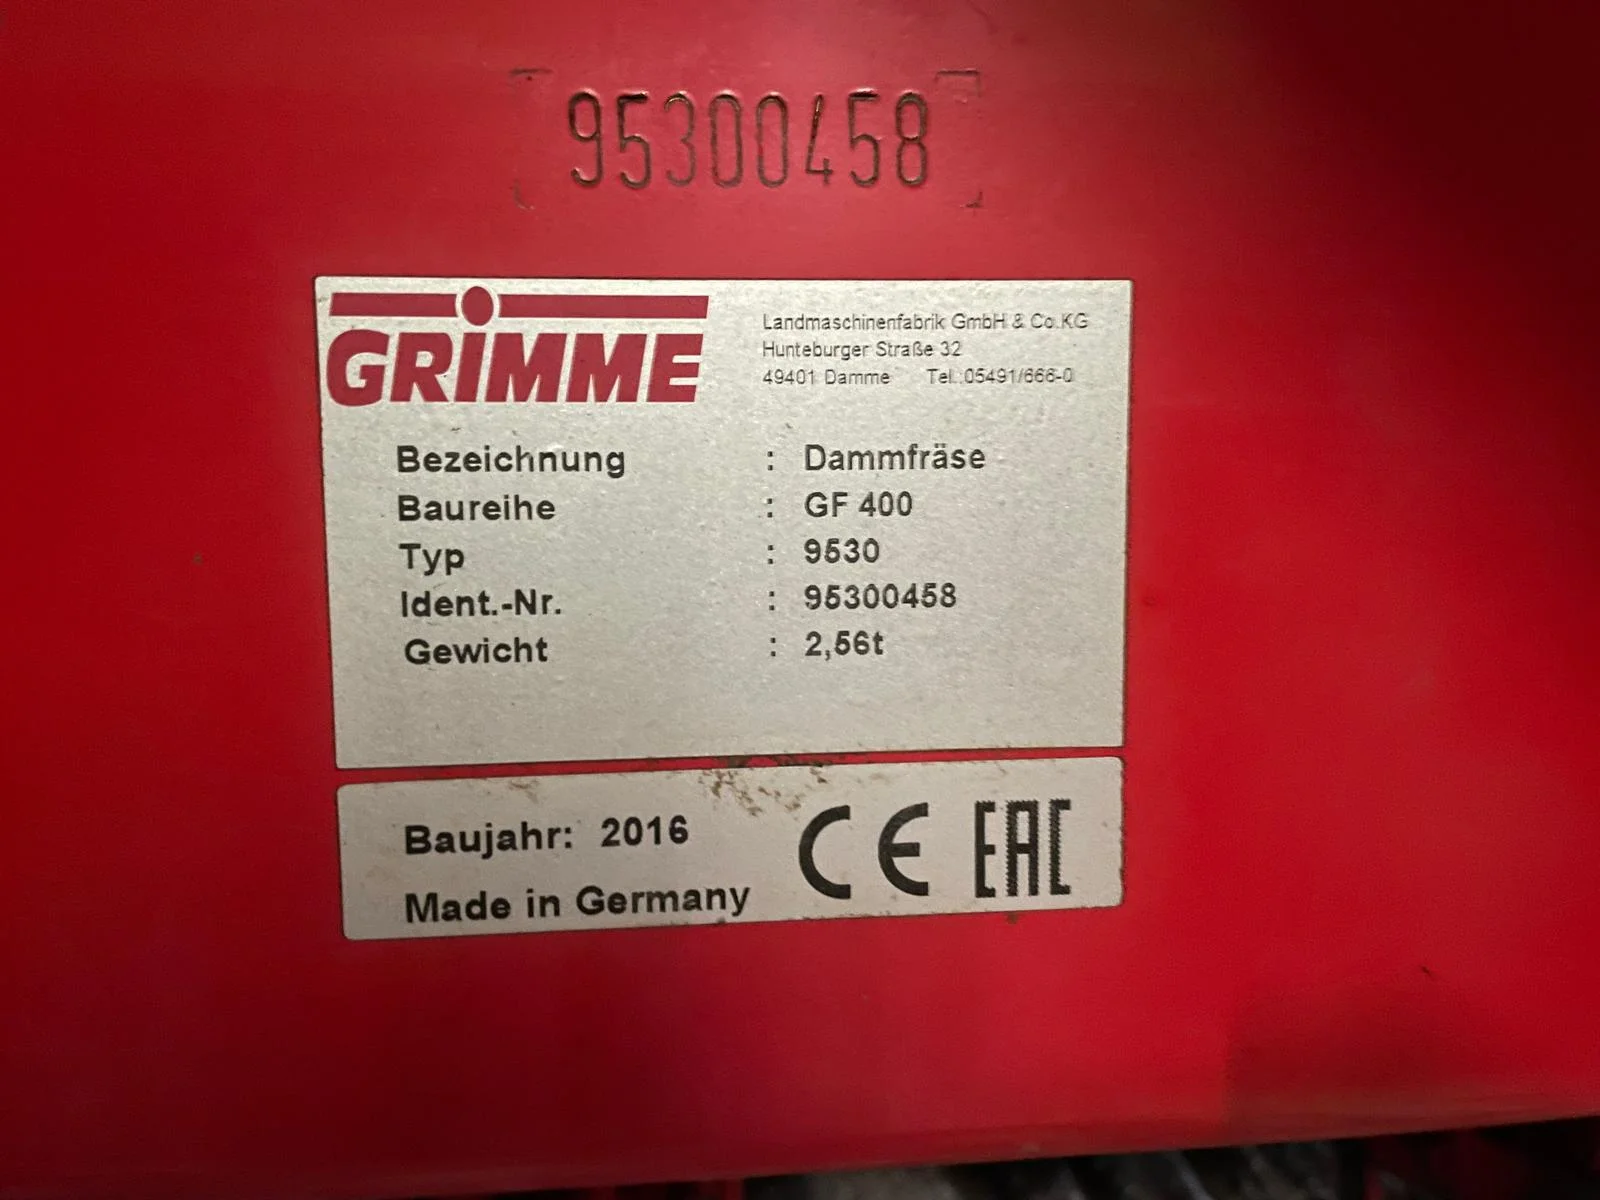 95300458
GRIMME
Landmaschinenfabrik GmbH & Co.KG
Hunteburger Straße 32
49401 Damme Tel.:05491/666-0
Bezeichnung : Dammfräse
Baureihe : GF 400
Typ : 9530
Ident.-Nr. : 95300458
Gewicht : 2,56t
Baujahr: 2016 CE EAC
Made in Germany